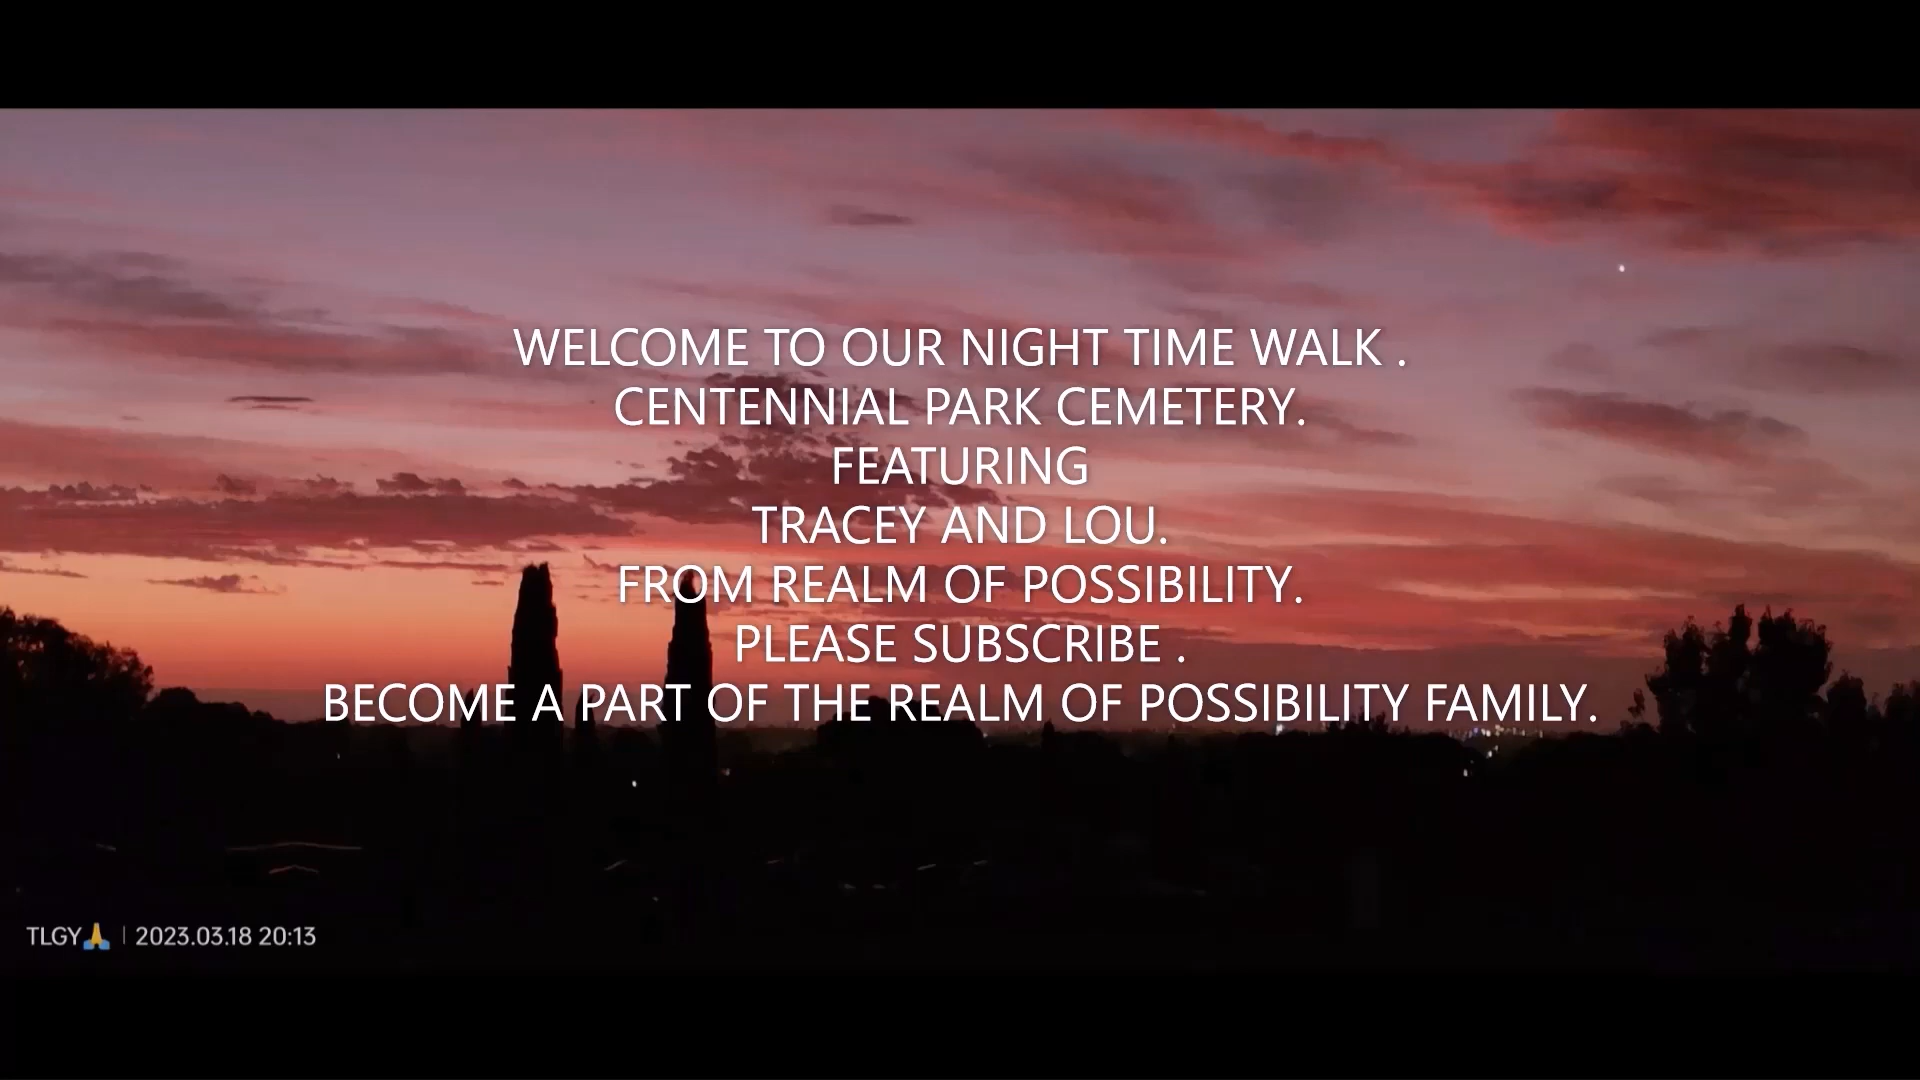 WELCOME TO OUR NIGHT TIME WALK .
CENTENNIAL PARK CEMETERY.
FEATURING
TRACEY AND LOU.
FROM REALM OF POSSIBILITY.
PLEASE SUBSCRIBE .
BECOME A PART OF THE REALM OF POSSIBILITY FAMILY.
TLGY🙏 | 2023.03.18 20:13